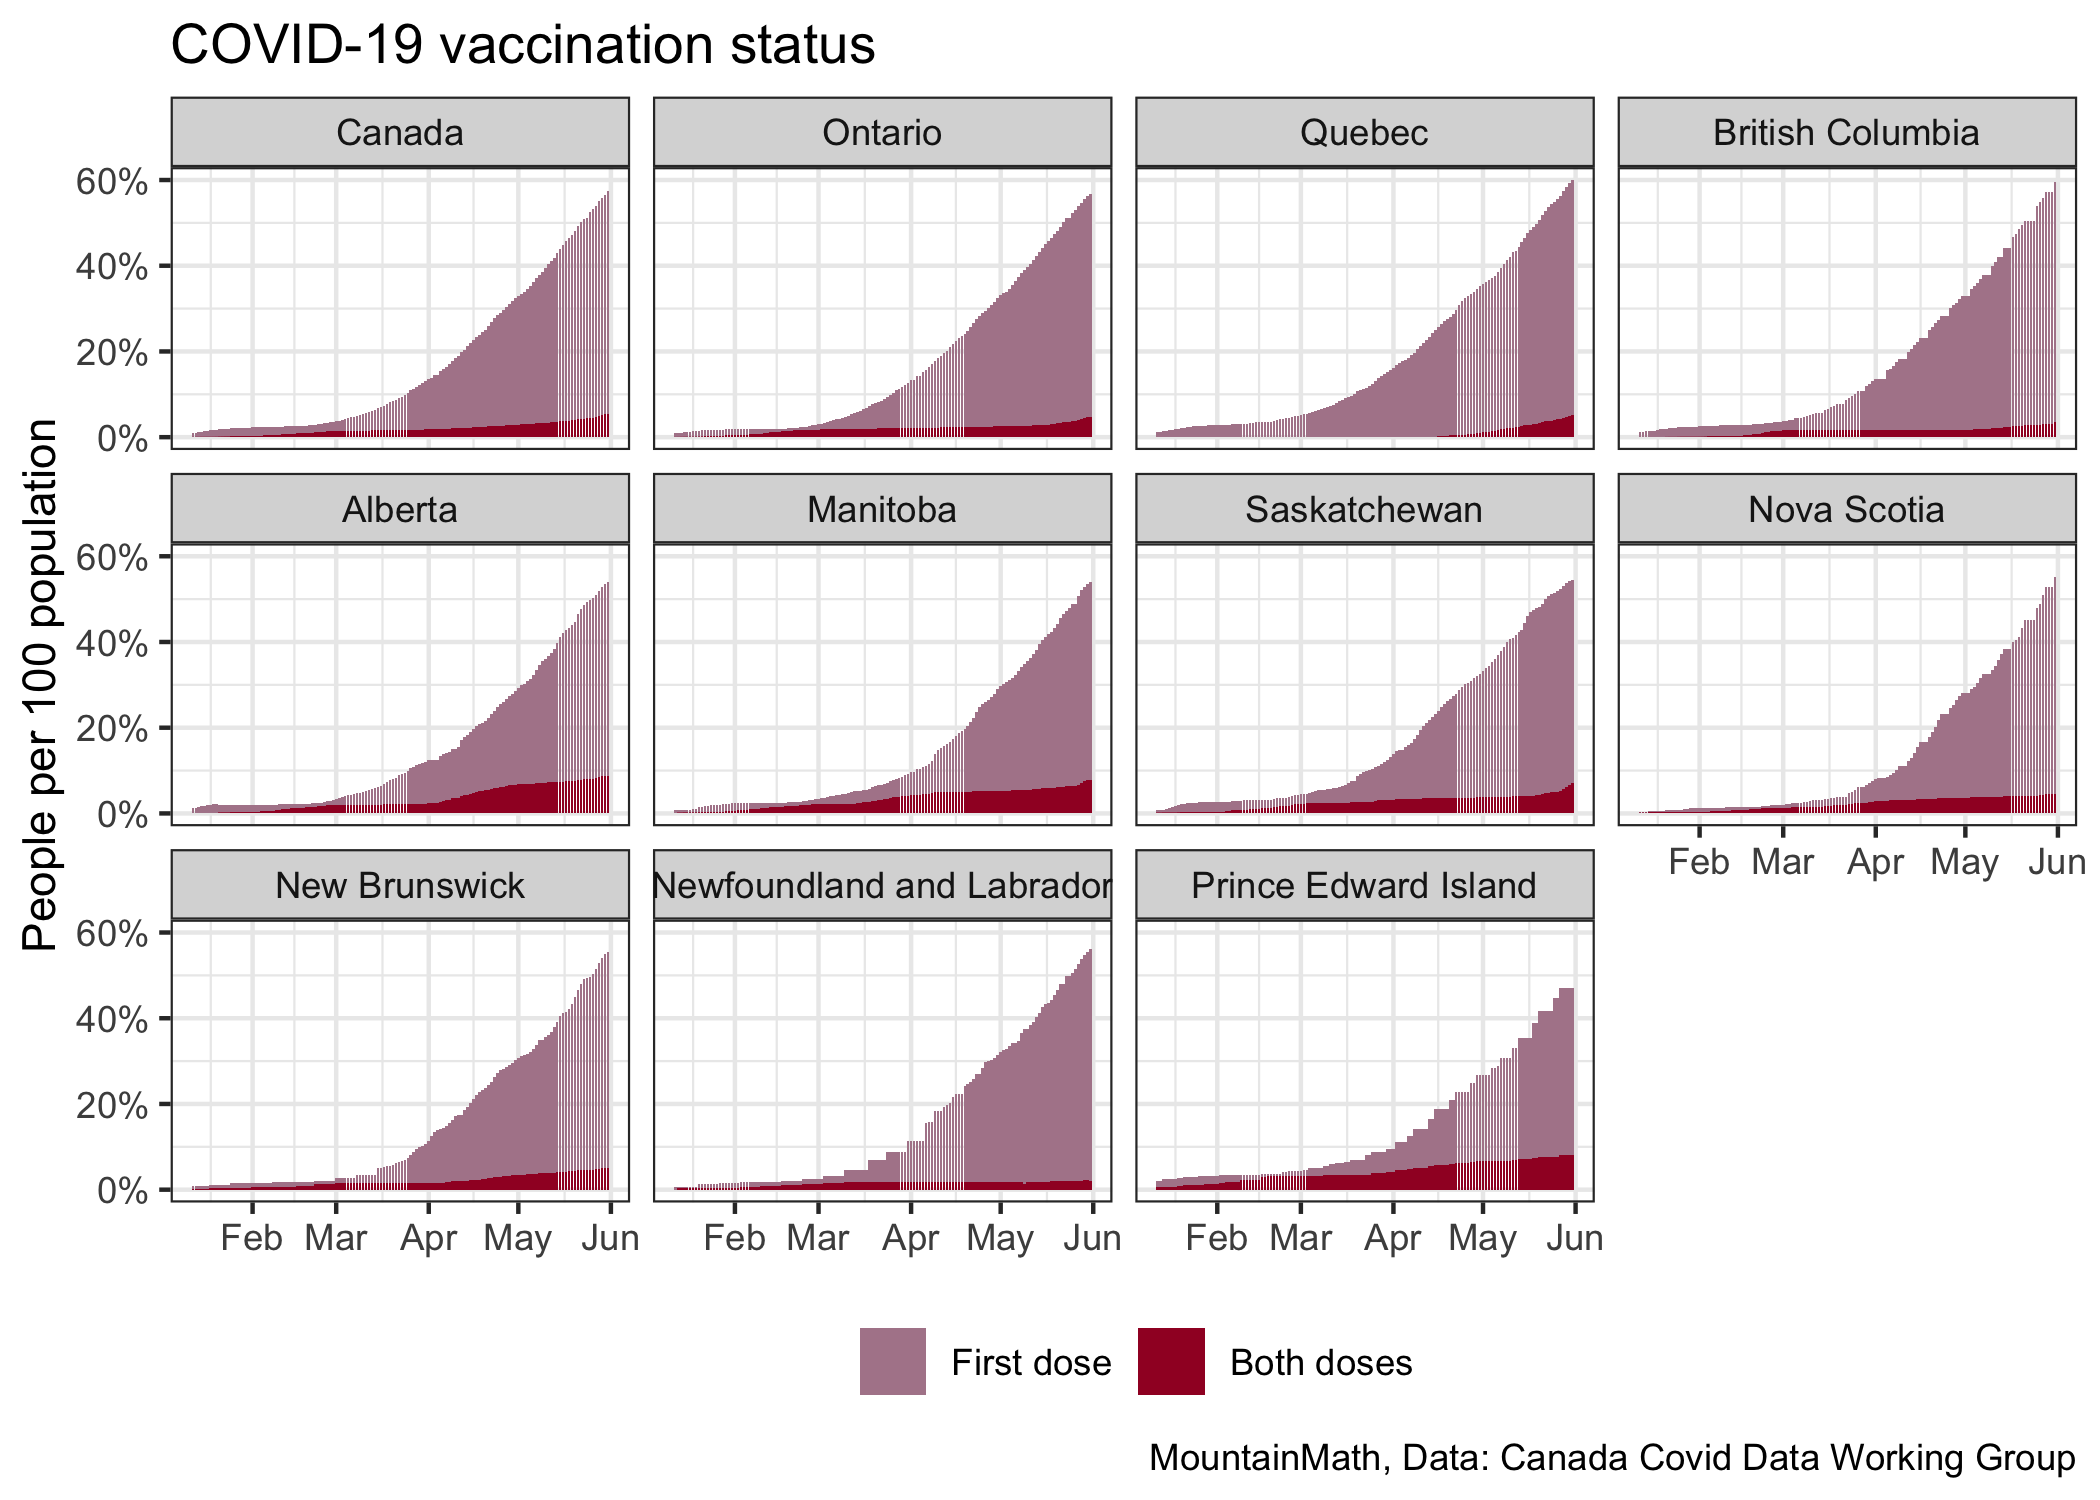 COVID-19 vaccination status
People per 100 population
Canada
Ontario
Quebec
British Columbia
60%
40%
20%
0%
Alberta
Manitoba
Saskatchewan
Nova Scotia
60%
40%
20%
0%
Feb Mar Apr May Jun
New Brunswick
Newfoundland and Labrador
Prince Edward Island
60%
40%
20%
0%
Feb Mar Apr May Jun
Feb Mar Apr May Jun
Feb Mar Apr May Jun
First dose
Both doses
MountainMath, Data: Canada Covid Data Working Group